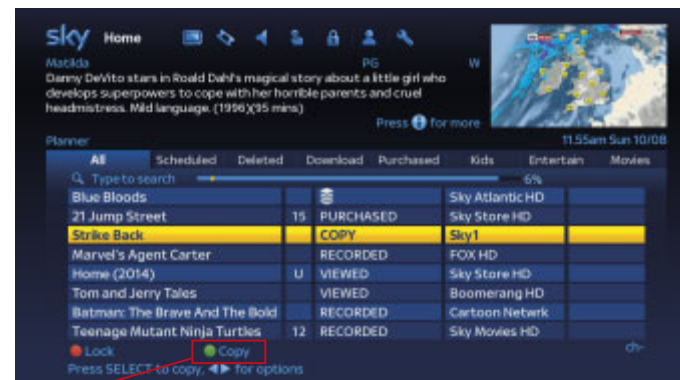 sky Home
Matilda PG W
Danny DeVito stars in Roald Dahl's magical story about a little girl who
develops superpowers to cope with her horrible parents and cruel
headmistress. Mild language. (1996)(95 mins)
Press i for more
Planner 11.55am Sun 10/08
All Scheduled Deleted Download Purchased Kids Entertain Movies
Type to search 6%
Blue Bloods Sky Atlantic HD
21 Jump Street 15 PURCHASED Sky Store HD
Strike Back COPY Sky1
Marvel's Agent Carter RECORDED FOX HD
Home (2014) U VIEWED Sky Store HD
Tom and Jerry Tales VIEWED Boomerang HD
Batman: The Brave And The Bold RECORDED Cartoon Netwrk
Teenage Mutant Ninja Turtles 12 RECORDED Sky Movies HD
Lock Copy ch-
Press SELECT to copy, ◀▶ for options